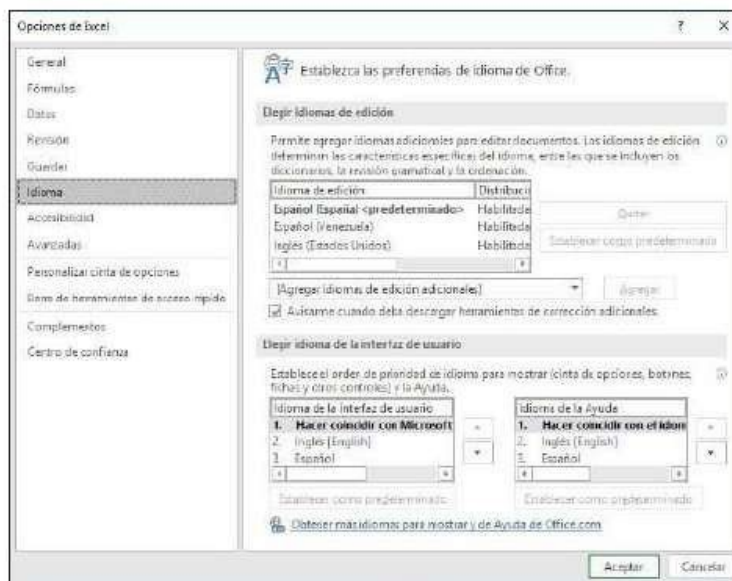 Opciones de Excel
? ×
General
Fórmulas
Datos
Revisión
Guardar
Idioma
Accesibilidad
Avanzadas
Personalizar cinta de opciones
Barra de herramientas de acceso rápido
Complementos
Centro de confianza
Establezca las preferencias de idioma de Office.
Elegir idiomas de edición
Permite agregar idiomas adicionales para editar documentos. Los idiomas de edición
determinan las características específicas del idioma, entre las que se incluyen los
diccionarios, la revisión gramatical y la ordenación.
Idioma de edición Distribució
Español (España) <predeterminado> Habilitada
Español (Venezuela) Habilitada
Inglés (Estados Unidos) Habilitada
Quitar
Establecer como predeterminado
[Agregar idiomas de edición adicionales]
Agregar
Avisarme cuando deba descargar herramientas de corrección adicionales.
Elegir idioma de la interfaz de usuario
Establece el orden de prioridad de idioma para mostrar (cinta de opciones, botones,
fichas y otros controles) y la Ayuda.
Idioma de la interfaz de usuario
1. Hacer coincidir con Microsoft
2. Inglés [English]
3. Español
Establecer como predeterminado
Idioma de la Ayuda
1. Hacer coincidir con el idiom
2. Inglés [English]
3. Español
Establecer como predeterminado
Obtener más idiomas para mostrar y de Ayuda de Office.com
Aceptar Cancelar